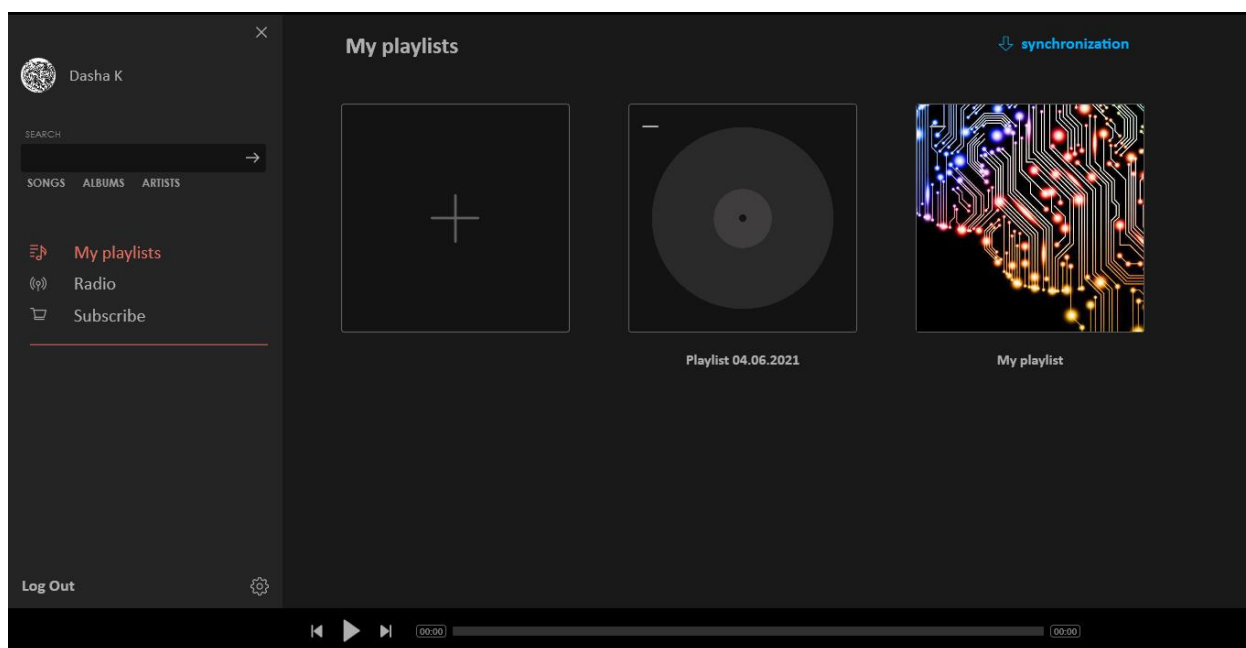 My playlists
synchronization
Dasha K
SEARCH
SONGS ALBUMS ARTISTS
My playlists
Radio
Subscribe
Playlist 04.06.2021
My playlist
Log Out
00:00
00:00